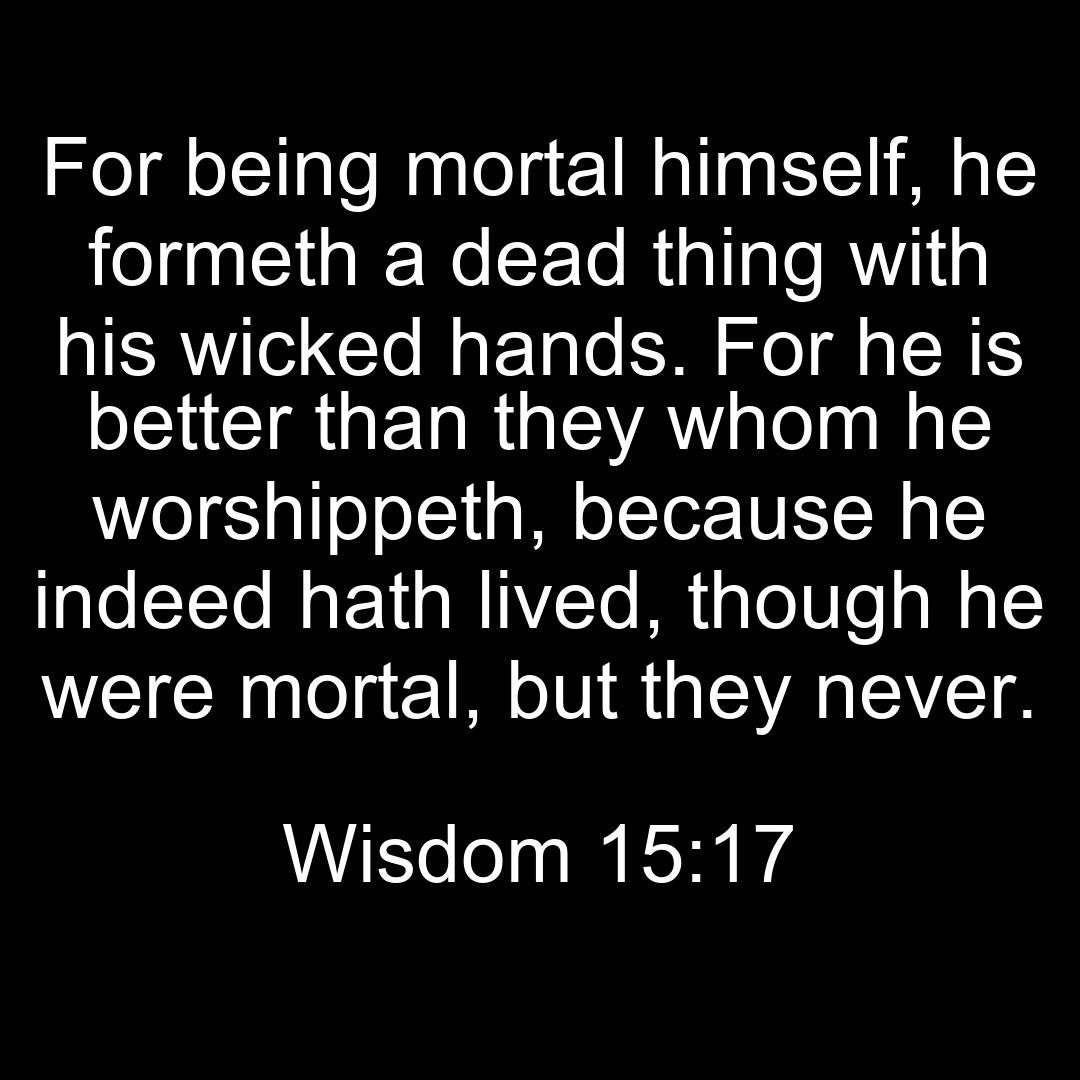 For being mortal himself, he
formeth a dead thing with
his wicked hands. For he is
better than they whom he
worshippeth, because he
indeed hath lived, though he
were mortal, but they never.
Wisdom 15:17